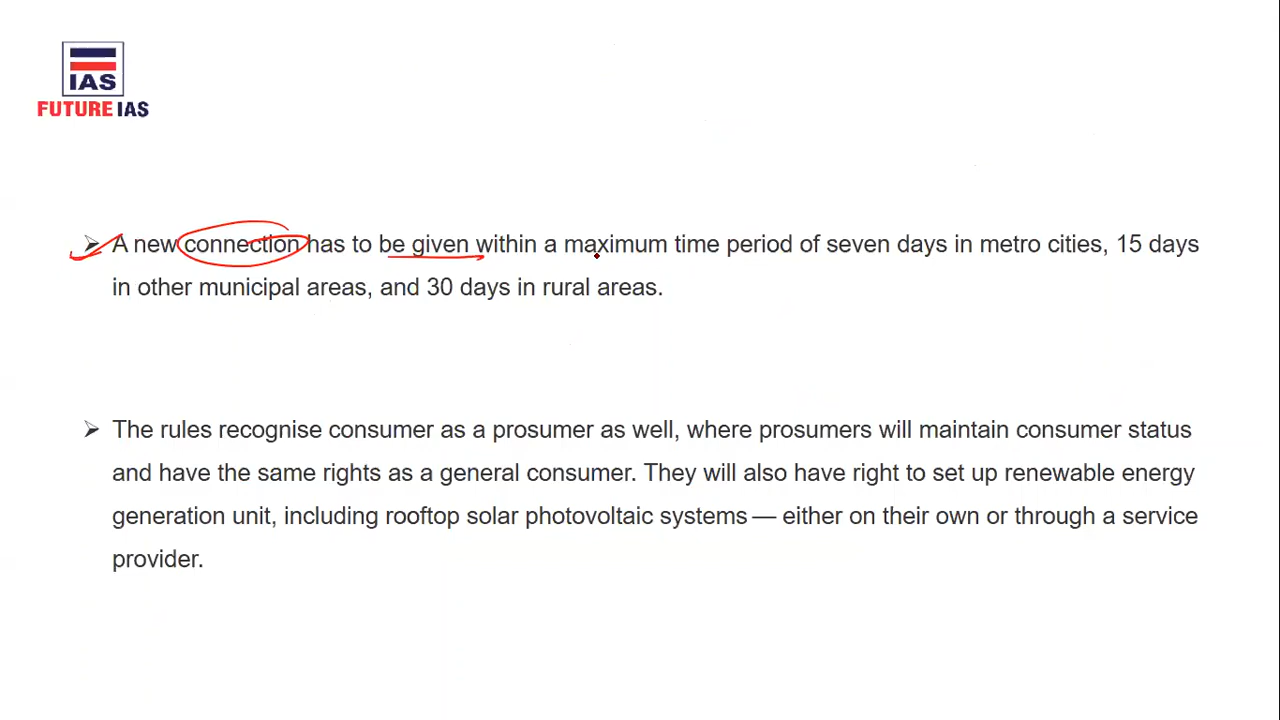 IAS
FUTURE IAS
A new connection has to be given within a maximum time period of seven days in metro cities, 15 days
in other municipal areas, and 30 days in rural areas.
The rules recognise consumer as a prosumer as well, where prosumers will maintain consumer status
and have the same rights as a general consumer. They will also have right to set up renewable energy
generation unit, including rooftop solar photovoltaic systems — either on their own or through a service
provider.